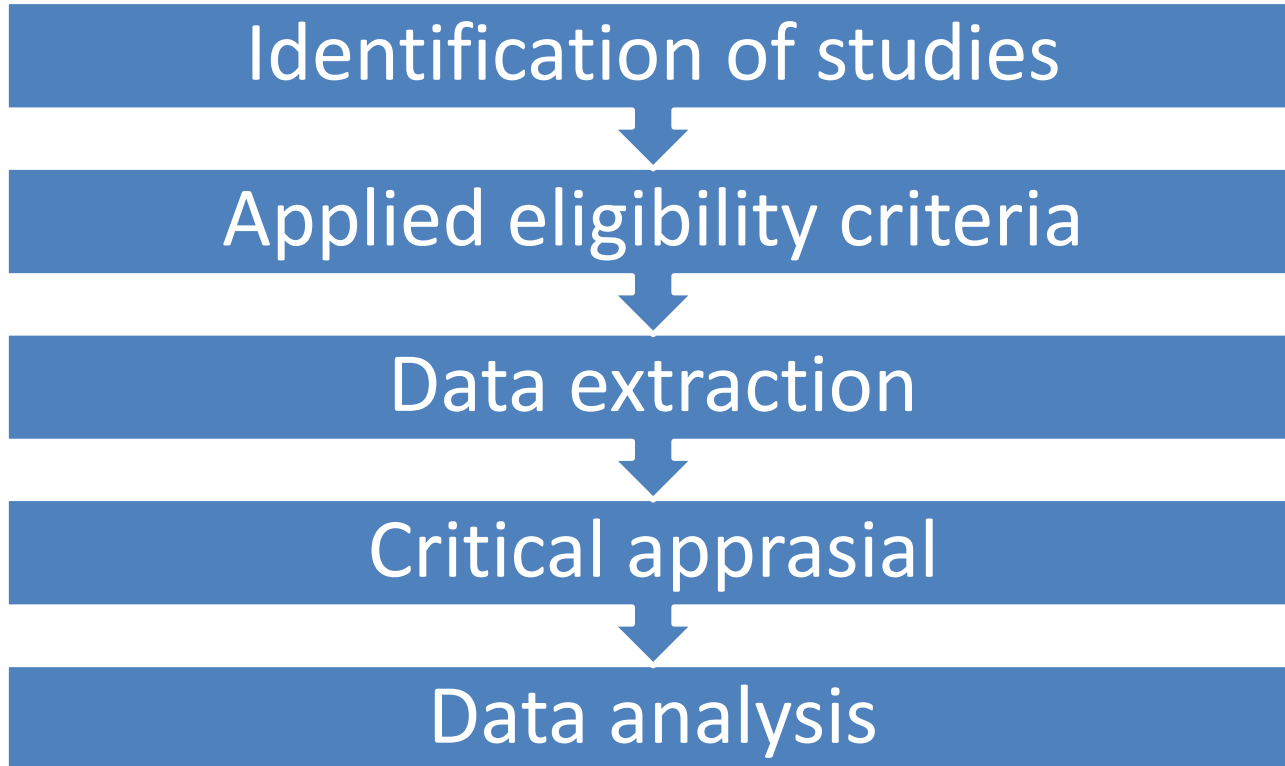 Identification of studies
Applied eligibility criteria
Data extraction
Critical apprasial
Data analysis